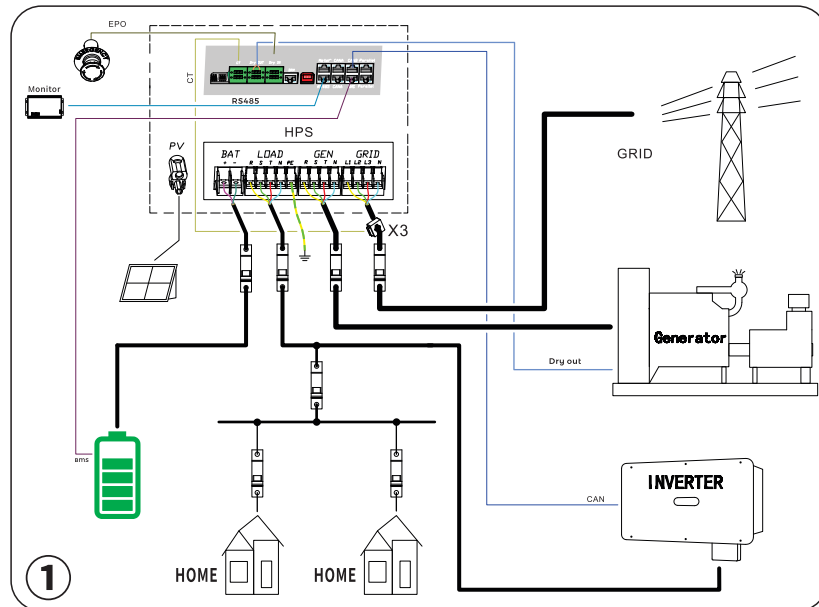 EPO
EMERGENCY
Monitor
CT
RS485
HPS
PV
BAT LOAD GEN GRID
+ - R S T N PE R S T N L1 L2 L3 N
X3
GRID
Generator
Dry out
BMS
CAN
INVERTER
HOME HOME
1